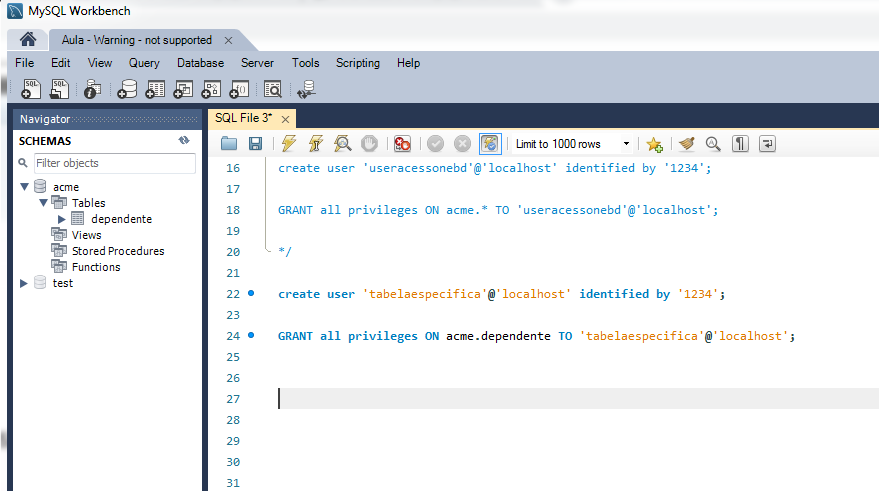 MySQL Workbench
Aula - Warning - not supported
File Edit View Query Database Server Tools Scripting Help
Navigator
SCHEMAS
Filter objects
acme
Tables
dependente
Views
Stored Procedures
Functions
test
SQL File 3*
Limit to 1000 rows
16 create user 'useracessonebd'@'localhost' identified by '1234';
17
18 GRANT all privileges ON acme.* TO 'useracessonebd'@'localhost';
19
20 */
21
22 create user 'tabelaespecifica'@'localhost' identified by '1234';
23
24 GRANT all privileges ON acme.dependente TO 'tabelaespecifica'@'localhost';
25
26
27
28
29
30
31